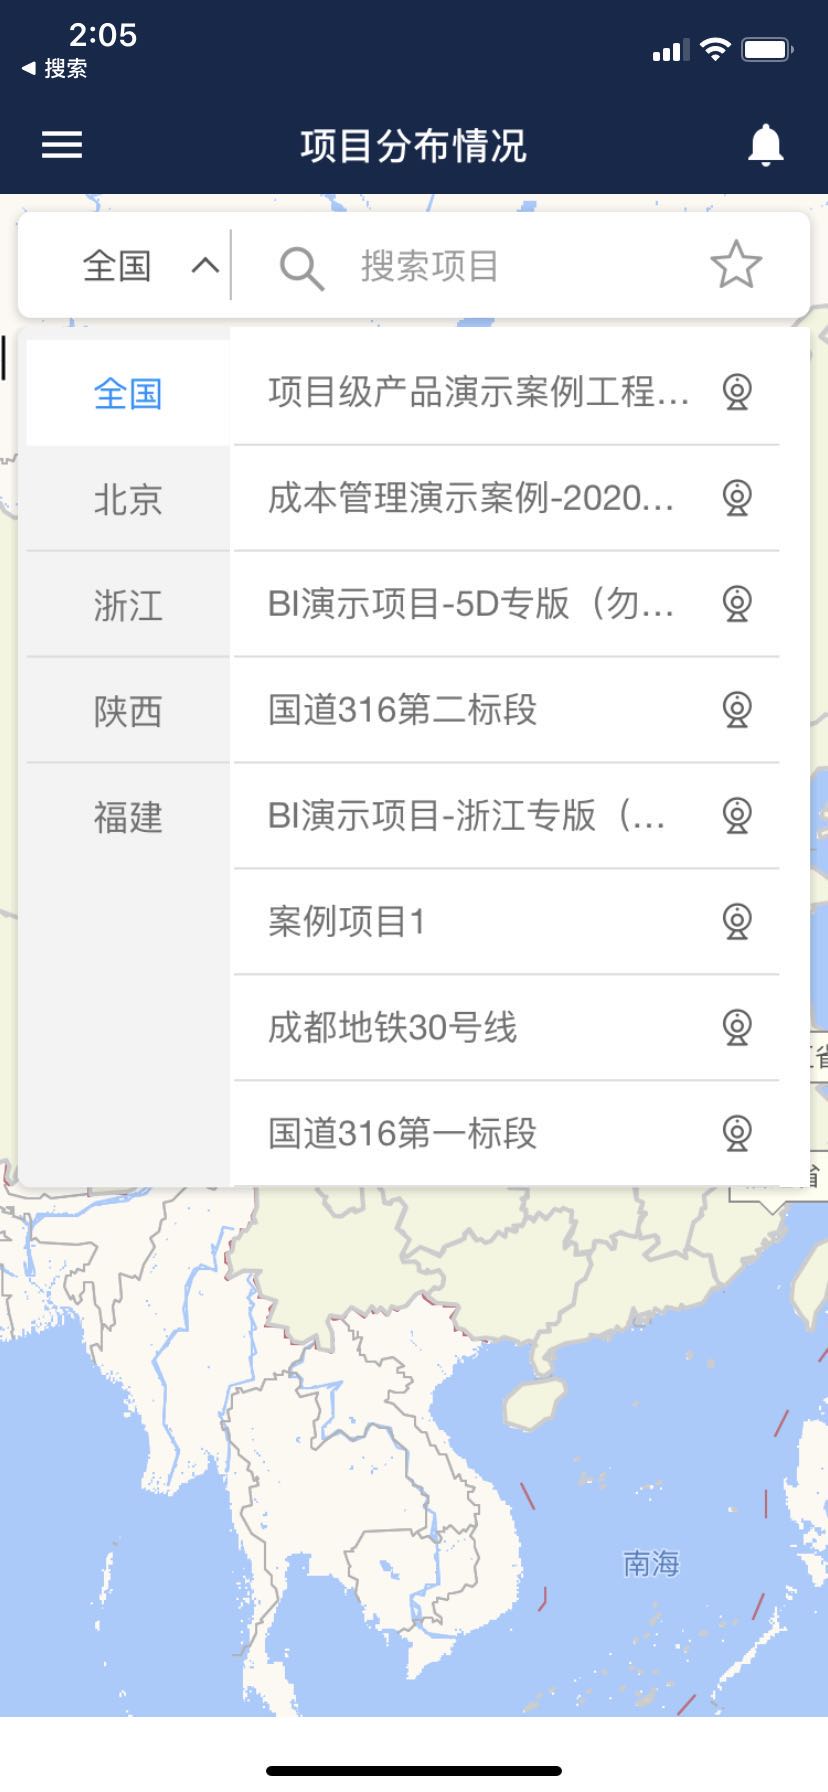 2:05
搜索
项目分布情况
全国
搜索项目
全国
项目级产品演示案例工程...
北京
成本管理演示案例-2020...
浙江
BI演示项目-5D专版（勿...
陕西
国道316第二标段
福建
BI演示项目-浙江专版（...
案例项目1
成都地铁30号线
省
国道316第一标段
省
南海